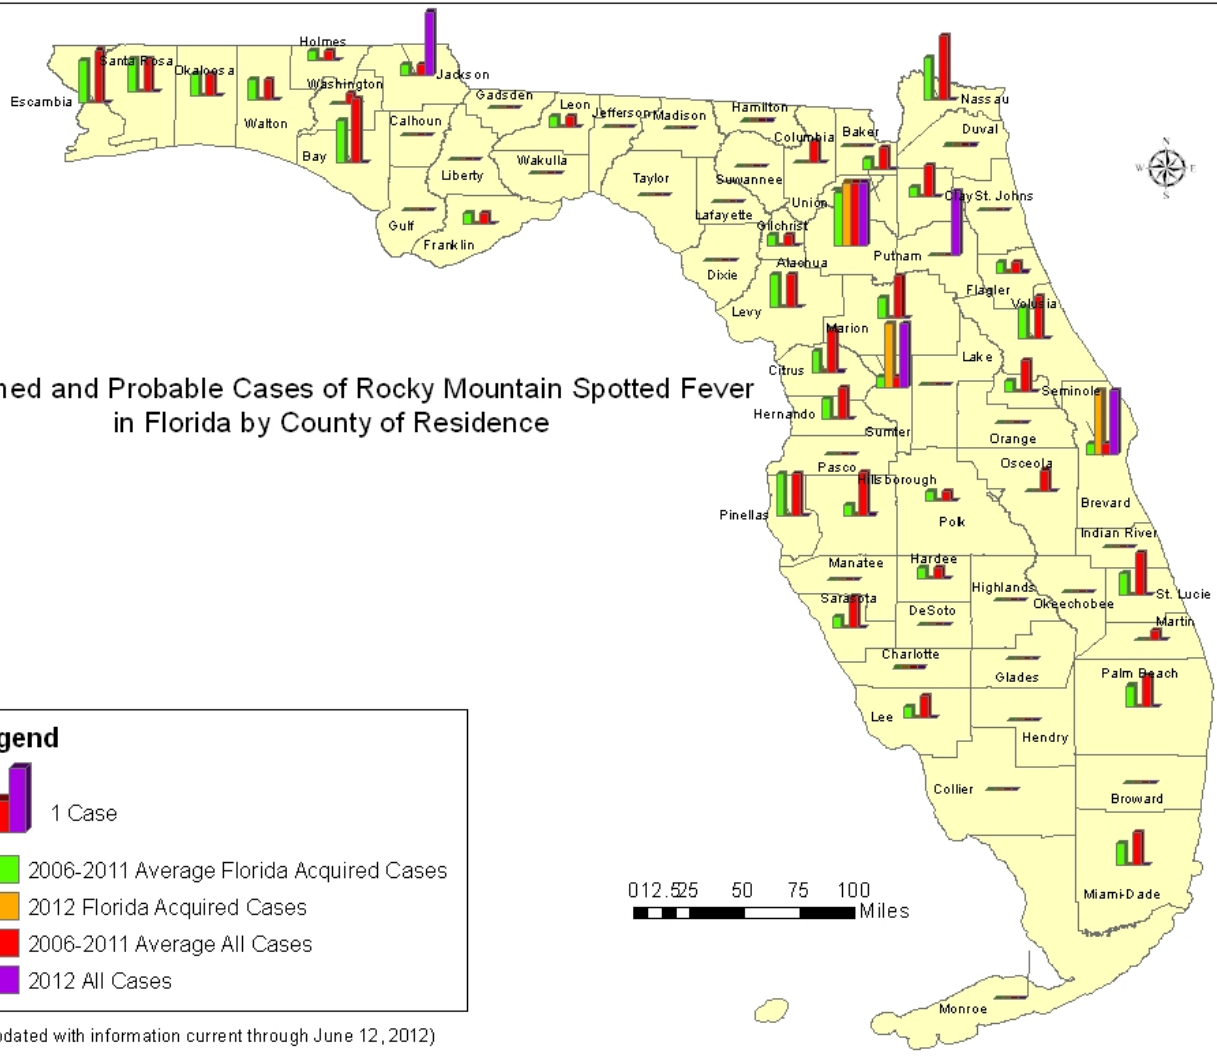 Holmes
Santa Rosa
Okaloosa
Jackson
Escambia
Washington
Walton
Bay
Gadsden
Calhoun
Leon
Jefferson
Madison
Hamilton
Liberty
Wakulla
Taylor
Suwannee
Lafayette
Gulf
Franklin
Columbia
Baker
Nassau
Duval
Union
Clay
St. Johns
Gilchrist
Alachua
Putnam
Dixie
Levy
Flagler
Volusia
Marion
Citrus
Lake
Seminole
Hernando
Sumter
Orange
Pasco
Osceola
Hillsborough
Pinellas
Polk
Brevard
Indian River
Manatee
Hardee
Highlands
Okeechobee
St. Lucie
Sarasota
DeSoto
Martin
Charlotte
Glades
Palm Beach
Lee
Hendry
Collier
Broward
Miami-Dade
Monroe
N
W E
S
ned and Probable Cases of Rocky Mountain Spotted Fever
in Florida by County of Residence
gend
1 Case
2006-2011 Average Florida Acquired Cases
2012 Florida Acquired Cases
2006-2011 Average All Cases
2012 All Cases
0 12.5 25 50 75 100
Miles
pdated with information current through June 12, 2012)